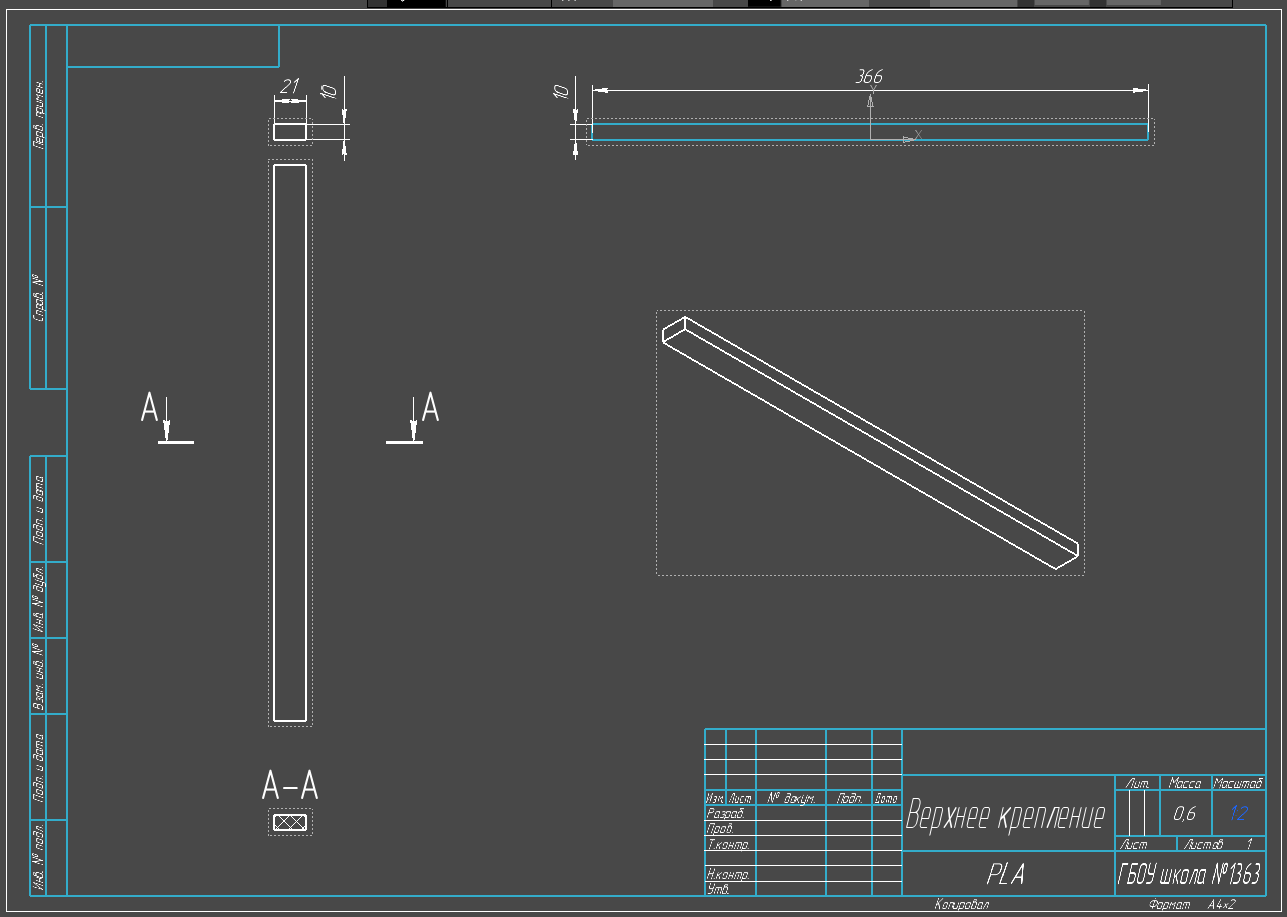 Перв. примен.
Справ. №
Подп. и дата
Инв. № дубл.
Взам. инв. №
Подп. и дата
Инв. № подл.
21
10
10
366
Y
X
А
А
А-А
Изм.
Лист
№ докум.
Подп.
Дата
Разраб.
Пров.
Т.контр.
Н.контр.
Утв.
Верхнее крепление
PLA
Лит.
Масса
Масштаб
0,6
1:2
Лист
Листов 1
ГБОУ школа №1363
Копировал
Формат А4x2